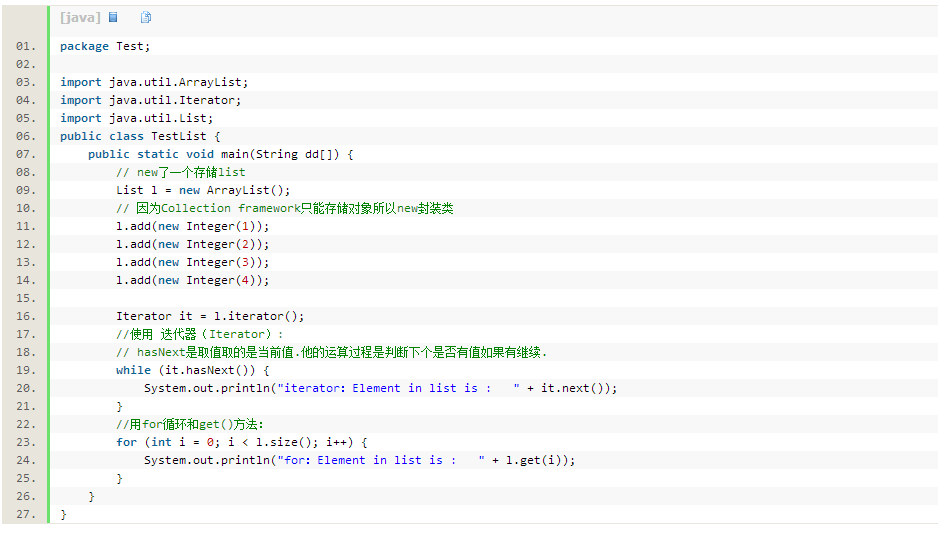 [java]
01. package Test;
02.
03. import java.util.ArrayList;
04. import java.util.Iterator;
05. import java.util.List;
06. public class TestList {
07.     public static void main(String dd[]) {
08.         // new了一个存储list
09.         List l = new ArrayList();
10.         // 因为Collection framework只能存储对象所以new封装类
11.         l.add(new Integer(1));
12.         l.add(new Integer(2));
13.         l.add(new Integer(3));
14.         l.add(new Integer(4));
15.
16.         Iterator it = l.iterator();
17.         //使用 迭代器（Iterator）:
18.         // hasNext是取值取的是当前值.他的运算过程是判断下个是否有值如果有继续.
19.         while (it.hasNext()) {
20.             System.out.println("iterator：Element in list is :   " + it.next());
21.         }
22.         //用for循环和get()方法：
23.         for (int i = 0; i < l.size(); i++) {
24.             System.out.println("for：Element in list is :   " + l.get(i));
25.         }
26.     }
27. }